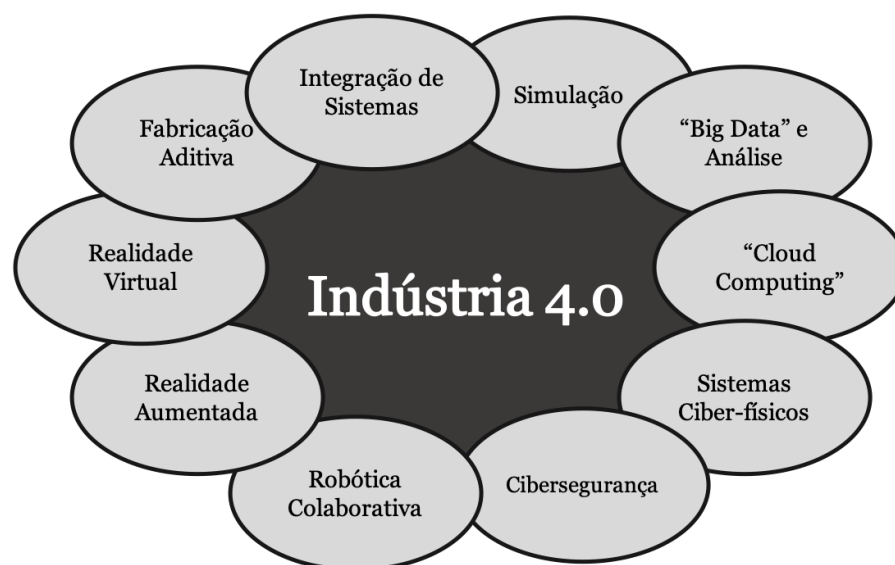 Integração de
Sistemas
Simulação
“Big Data” e
Análise
“Cloud
Computing”
Sistemas
Ciber-físicos
Cibersegurança
Robótica
Colaborativa
Realidade
Aumentada
Realidade
Virtual
Fabricação
Aditiva
Indústria 4.0